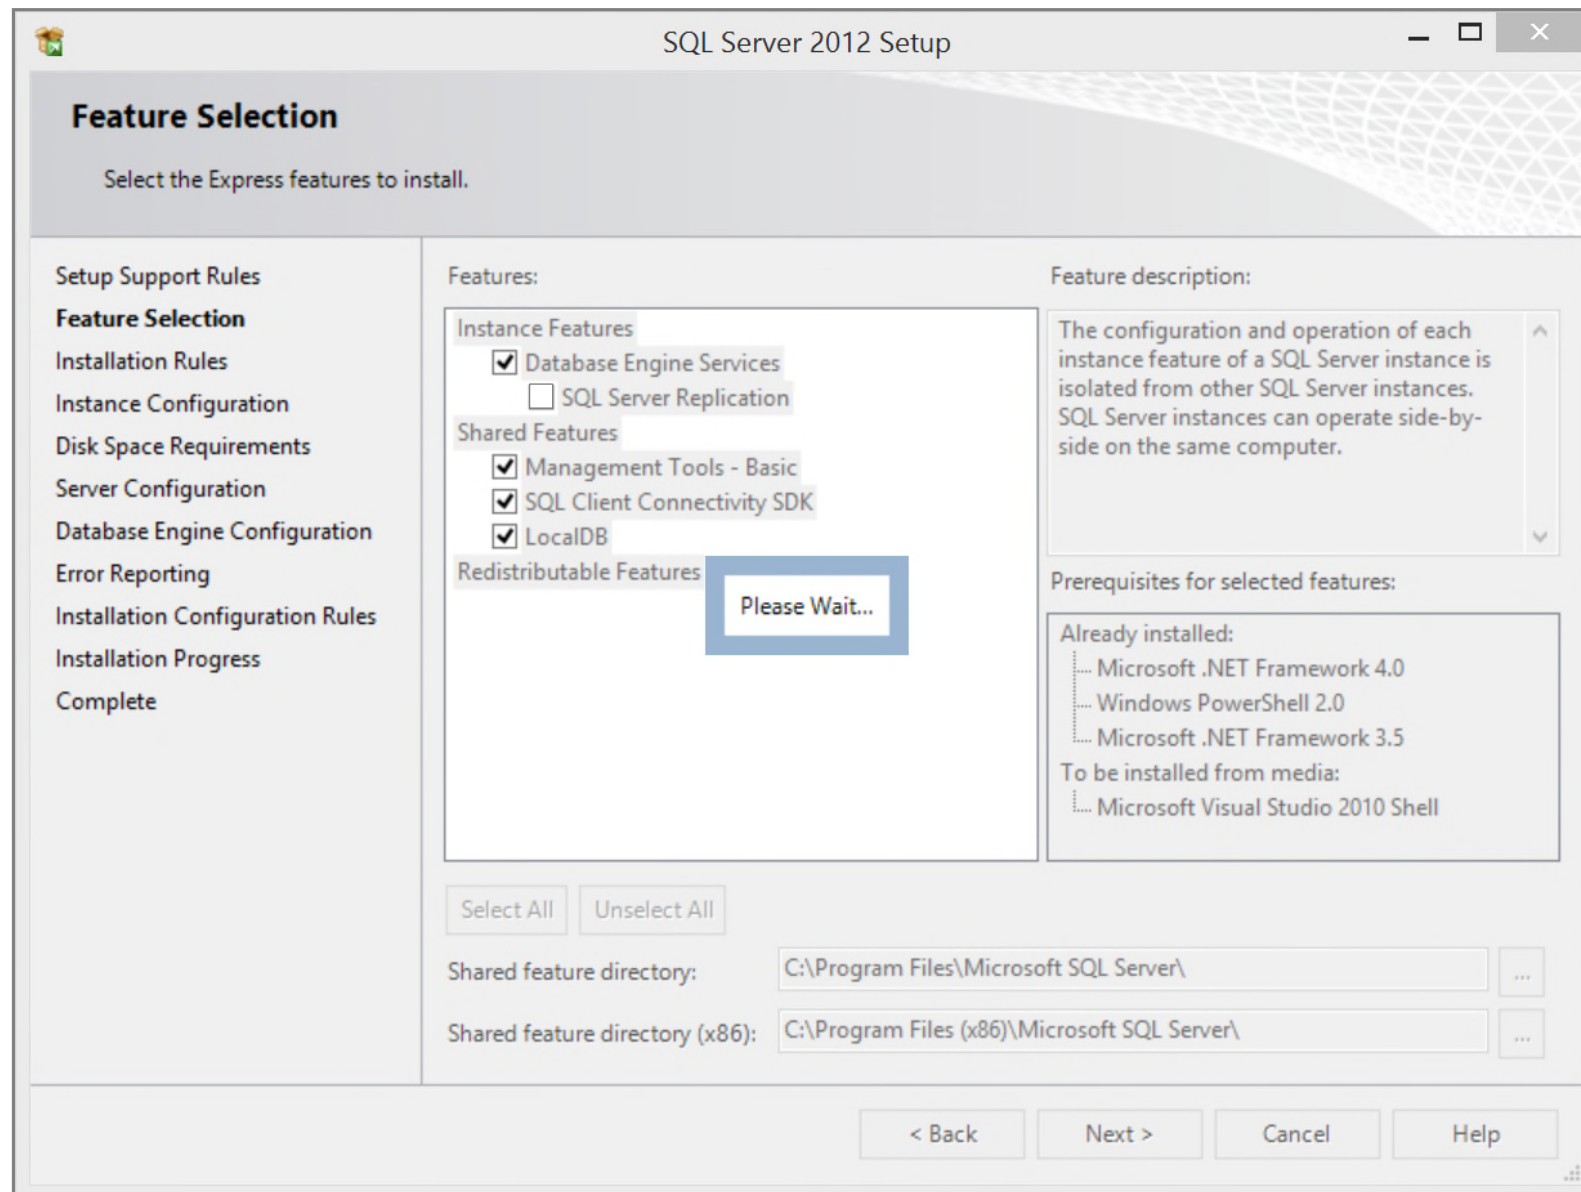 SQL Server 2012 Setup
Feature Selection
Select the Express features to install.
Setup Support Rules
Feature Selection
Installation Rules
Instance Configuration
Disk Space Requirements
Server Configuration
Database Engine Configuration
Error Reporting
Installation Configuration Rules
Installation Progress
Complete
Features:
Instance Features
Database Engine Services
SQL Server Replication
Shared Features
Management Tools - Basic
SQL Client Connectivity SDK
LocalDB
Redistributable Features
Please Wait...
Feature description:
The configuration and operation of each
instance feature of a SQL Server instance is
isolated from other SQL Server instances.
SQL Server instances can operate side-by-
side on the same computer.
Prerequisites for selected features:
Already installed:
Microsoft .NET Framework 4.0
Windows PowerShell 2.0
Microsoft .NET Framework 3.5
To be installed from media:
Microsoft Visual Studio 2010 Shell
Select All
Unselect All
Shared feature directory:
C:\Program Files\Microsoft SQL Server\
...
Shared feature directory (x86):
C:\Program Files (x86)\Microsoft SQL Server\
...
< Back
Next >
Cancel
Help